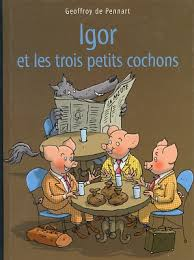 Geoffroy de Pennart
Igor
et les trois petits cochons